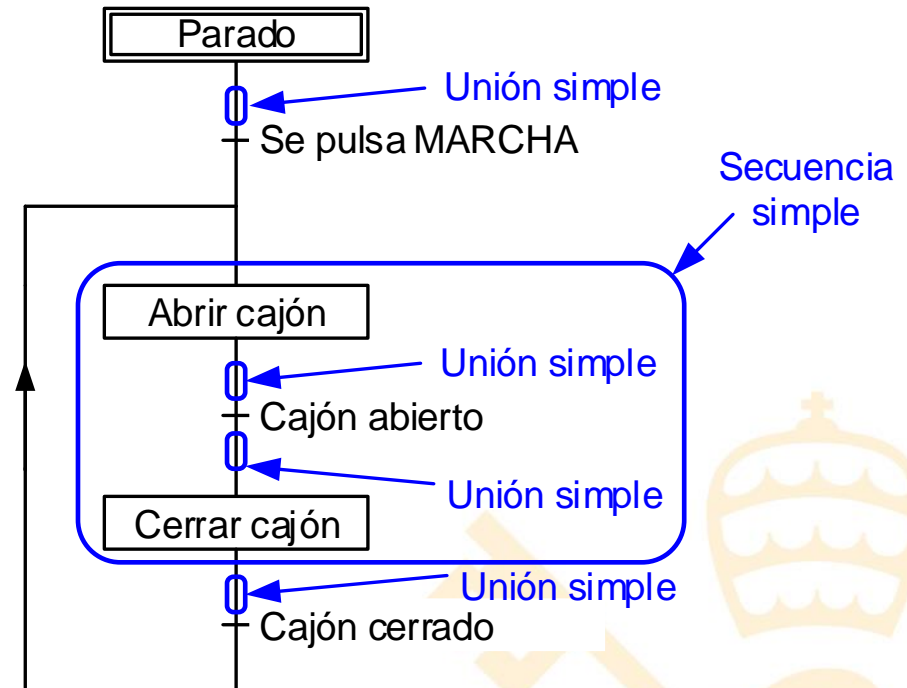 Parado
Unión simple
Se pulsa MARCHA
Secuencia
simple
Abrir cajón
Unión simple
Cajón abierto
Unión simple
Cerrar cajón
Unión simple
Cajón cerrado